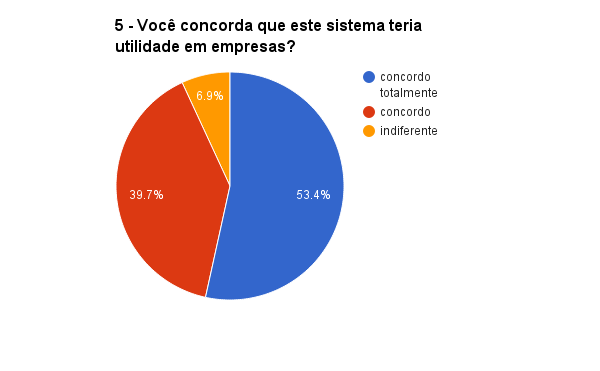 5 - Você concorda que este sistema teria
utilidade em empresas?
concordo
totalmente
concordo
indiferente
6.9%
39.7%
53.4%